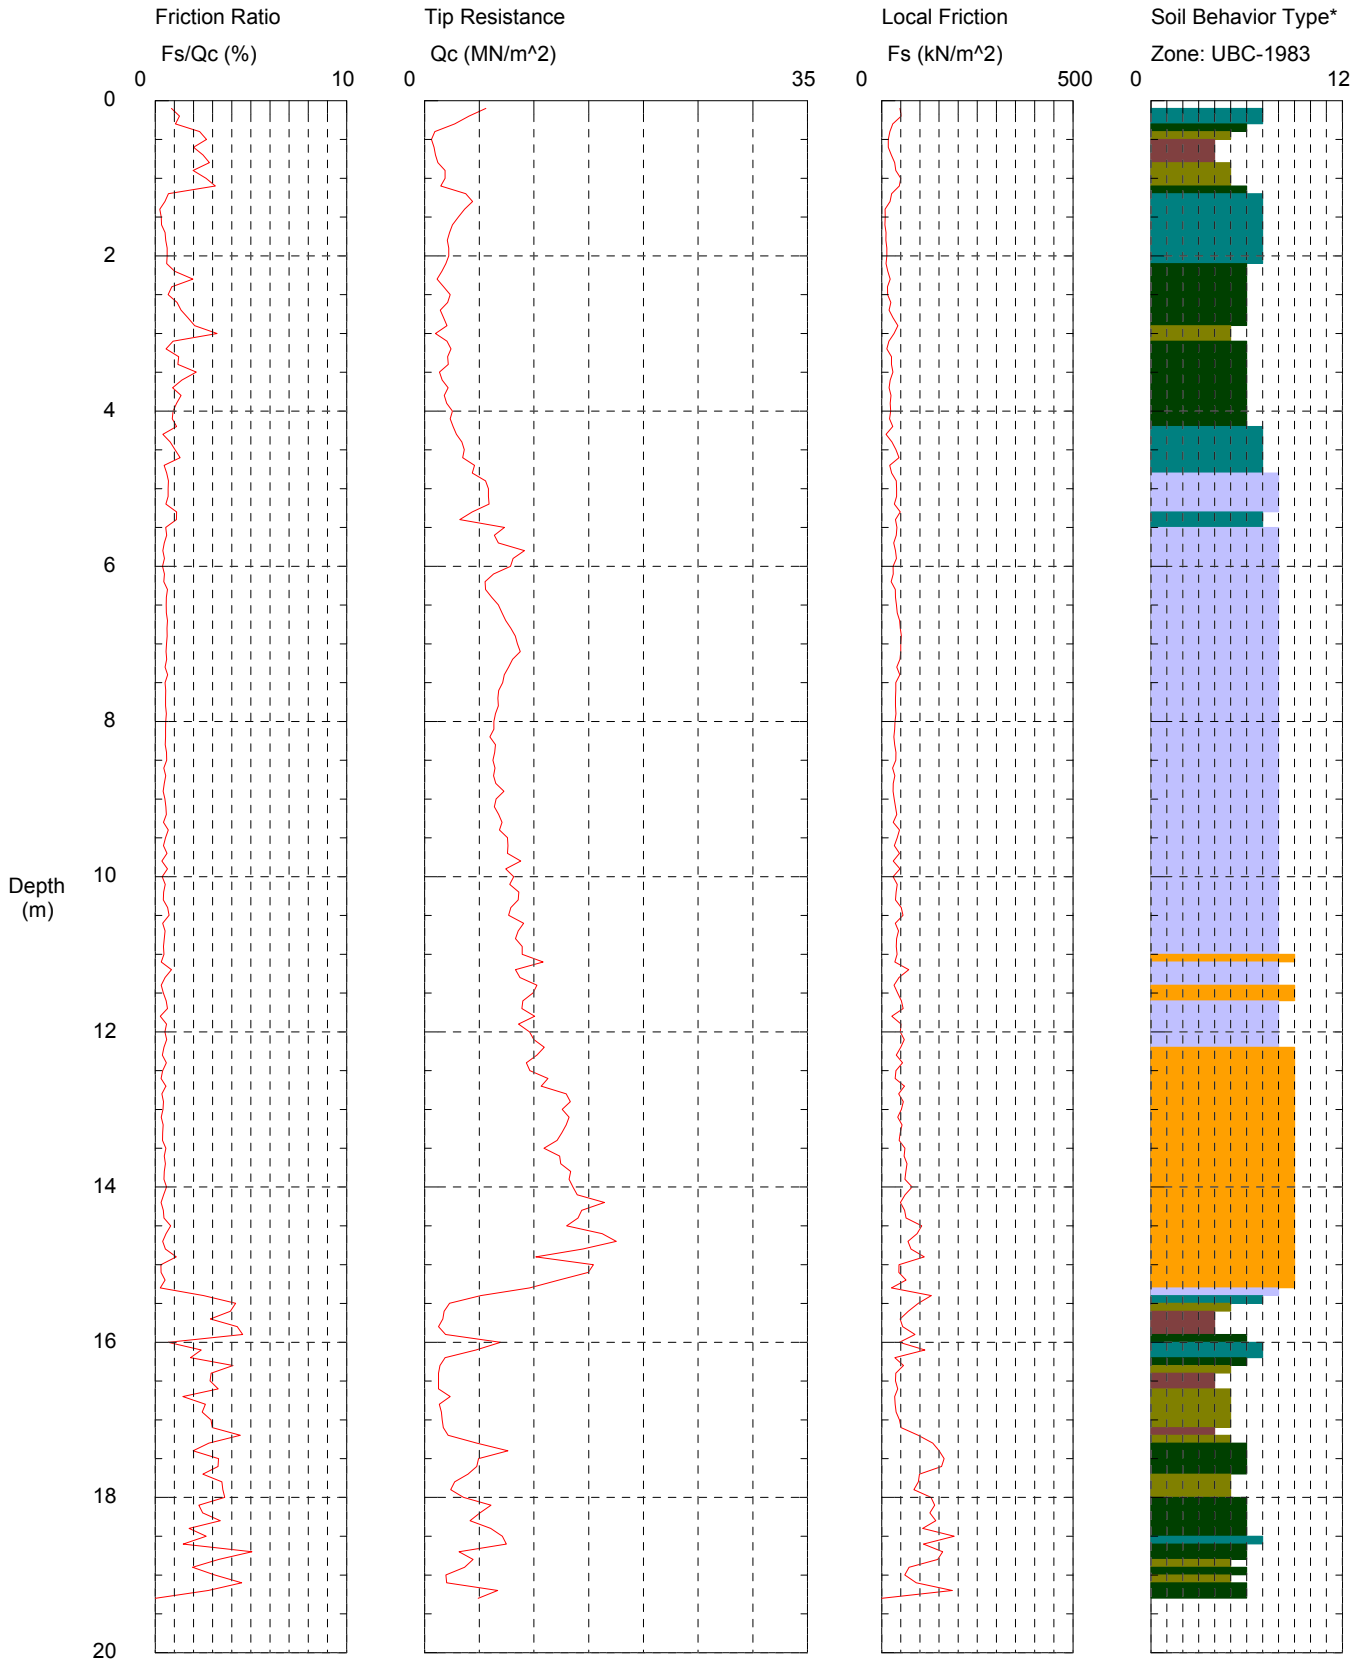 Friction Ratio Tip Resistance Local Friction Soil Behavior Type*
Fs/Qc (%) Qc (MN/m^2) Fs (kN/m^2) Zone: UBC-1983
0 10 0 35 0 500 0 12
0
2
4
6
8
10
Depth
(m)
12
14
16
18
20